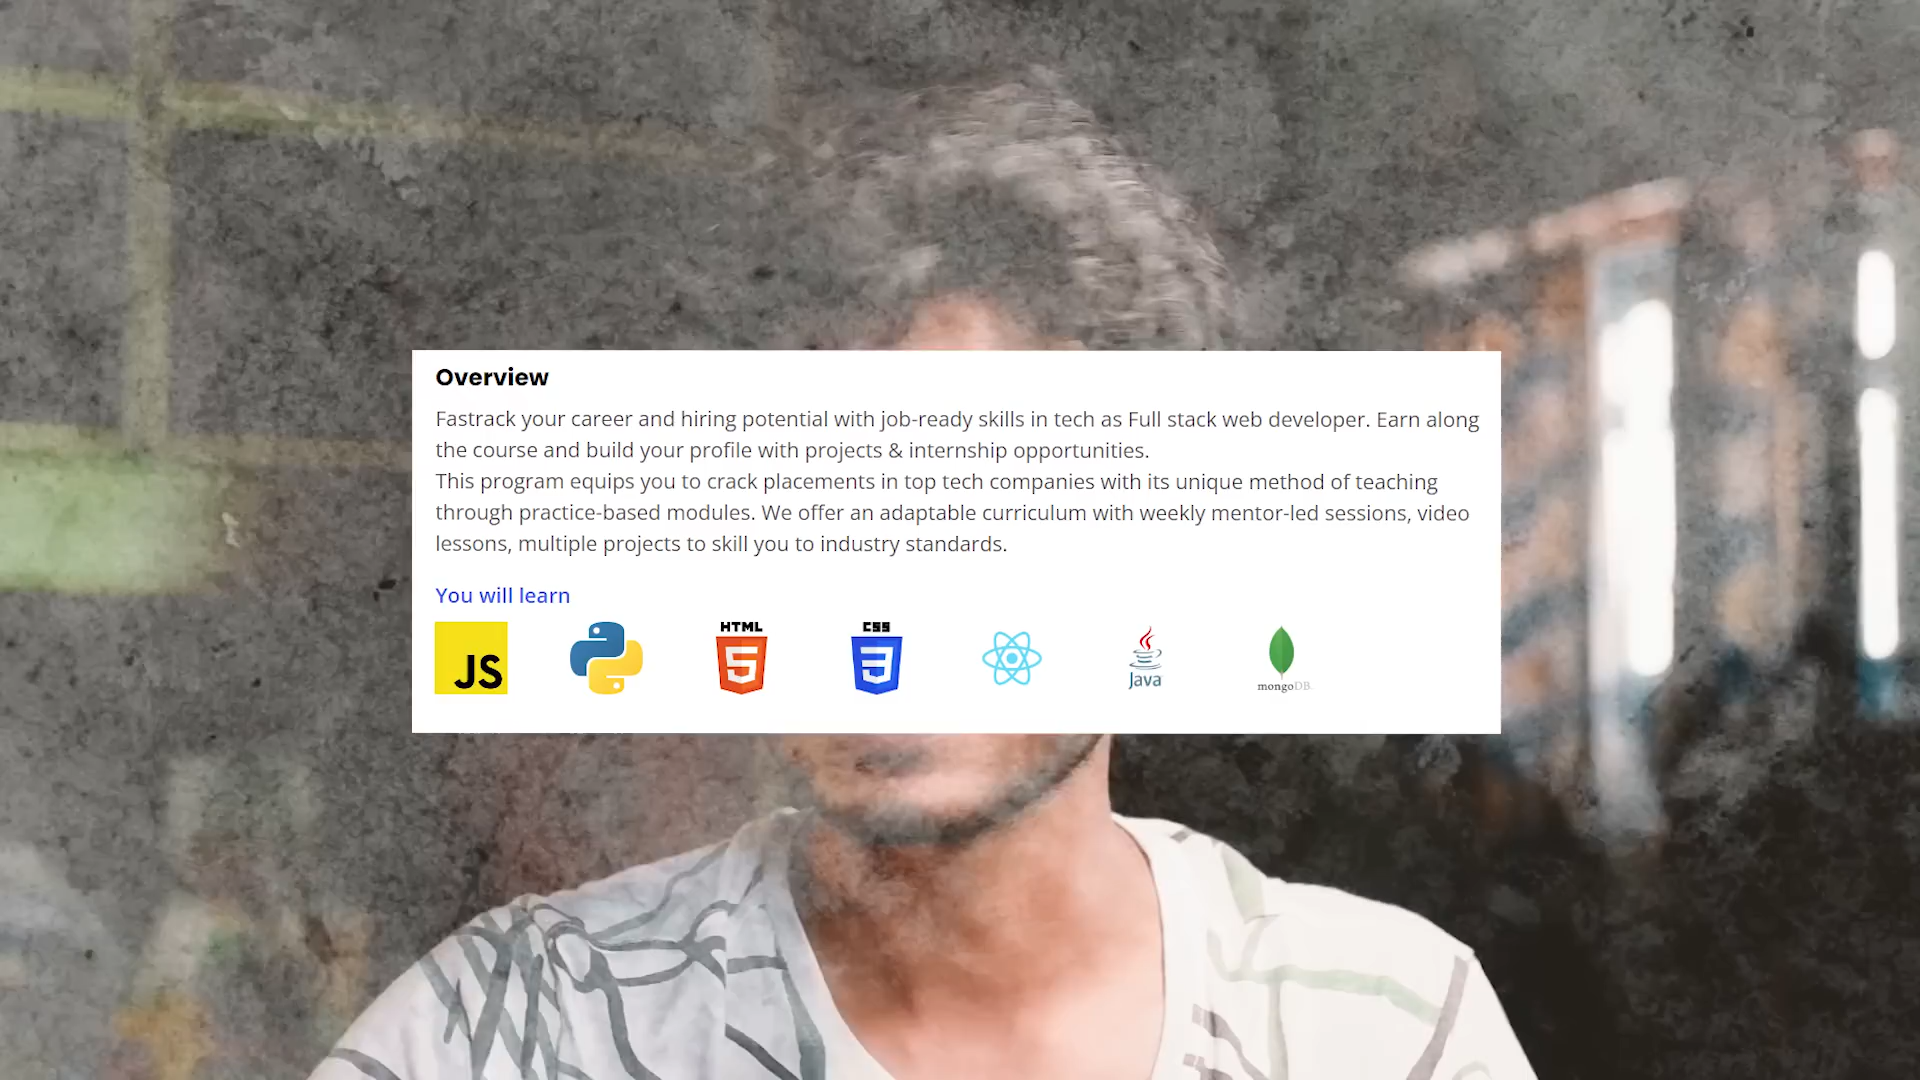 Overview
Fastrack your career and hiring potential with job-ready skills in tech as Full stack web developer. Earn along
the course and build your profile with projects & internship opportunities.
This program equips you to crack placements in top tech companies with its unique method of teaching
through practice-based modules. We offer an adaptable curriculum with weekly mentor-led sessions, video
lessons, multiple projects to skill you to industry standards.
You will learn
JS
HTML
5
CSS
3
Java
mongoDB